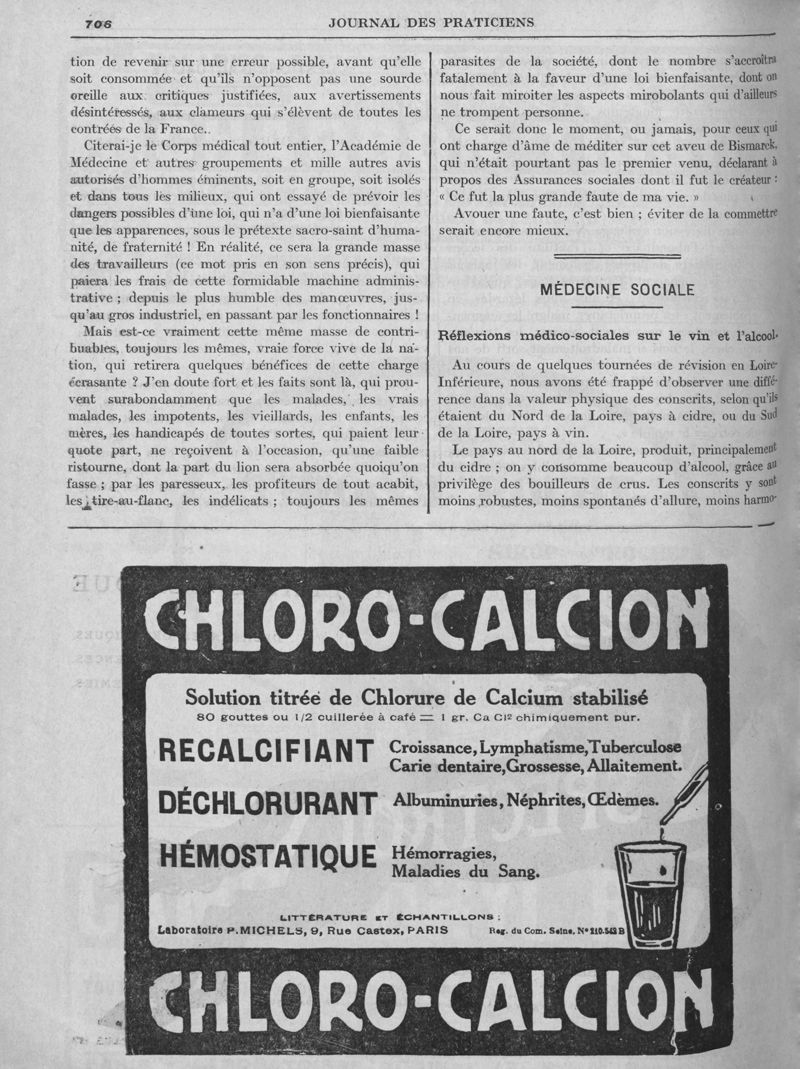 706
JOURNAL DES PRATICIENS
tion de revenir sur une erreur possible, avant qu'elle
soit consommée et qu'ils n'opposent pas une sourde
oreille aux critiques justifiées, aux avertissements
désintéressés, aux clameurs qui s'élèvent de toutes les
contrées de la France.
Citerai-je le Corps médical tout entier, l'Académie de
Médecine et autres groupements et mille autres avis
autorisés d'hommes éminents, soit en groupe, soit isolés
et dans tous les milieux, qui ont essayé de prévoir les
dangers possibles d'une loi, qui n'a d'une loi bienfaisante
que les apparences, sous le prétexte sacro-saint d'huma-
nité, de fraternité ! En réalité, ce sera la grande masse
des travailleurs (ce mot pris en son sens précis), qui
paiera les frais de cette formidable machine adminis-
trative ; depuis le plus humble des manœuvres, jus-
qu'au gros industriel, en passant par les fonctionnaires !
Mais est-ce vraiment cette même masse de contri-
buables, toujours les mêmes, vraie force vive de la na-
tion, qui retirera quelques bénéfices de cette charge
écrasante ? J'en doute fort et les faits sont là, qui prou-
vent surabondamment que les malades, les vrais
malades, les impotents, les vieillards, les enfants, les
mères, les handicapés de toutes sortes, qui paient leur
quote part, ne reçoivent à l'occasion, qu'une faible
ristourne, dont la part du lion sera absorbée quoiqu'on
fasse ; par les paresseux, les profiteurs de tout acabit,
les tire-au-flanc, les indélicats ; toujours les mêmes
parasites de la société, dont le nombre s'accroîtra
fatalement à la faveur d'une loi bienfaisante, dont on
nous fait miroiter les aspects mirobolants qui d'ailleurs
ne trompent personne.
Ce serait donc le moment, ou jamais, pour ceux qui
ont charge d'âme de méditer sur cet aveu de Bismarck,
qui n'était pourtant pas le premier venu, déclarant à
propos des Assurances sociales dont il fut le créateur :
« Ce fut la plus grande faute de ma vie. »
Avouer une faute, c'est bien ; éviter de la commettre
serait encore mieux.
MÉDECINE SOCIALE
Réflexions médico-sociales sur le vin et l'alcool.
Au cours de quelques tournées de révision en Loire-
Inférieure, nous avons été frappé d'observer une diffé-
rence dans la valeur physique des conscrits, selon qu'ils
étaient du Nord de la Loire, pays à cidre, ou du Sud
de la Loire, pays à vin.
Le pays au nord de la Loire, produit, principalement
du cidre ; on y consomme beaucoup d'alcool, grâce au
privilège des bouilleurs de crus. Les conscrits y sont
moins robustes, moins spontanés d'allure, moins harmo-
CHLORO-CALCION
Solution titrée de Chlorure de Calcium stabilisé
80 gouttes ou 1/2 cuillerée à café = 1 gr. Ca Cl² chimiquement pur.
RECALCIFIANT
Croissance, Lymphatisme, Tuberculose
Carie dentaire, Grossesse, Allaitement.
DÉCHLORURANT
Albuminuries, Néphrites, Œdèmes.
HÉMOSTATIQUE
Hémorragies,
Maladies du Sang.
LITTÉRATURE ET ÉCHANTILLONS :
Laboratoire P. MICHELS, 9, Rue Castex, PARIS
Reg. du Com. Seine, N° 210.543 B
CHLORO-CALCION